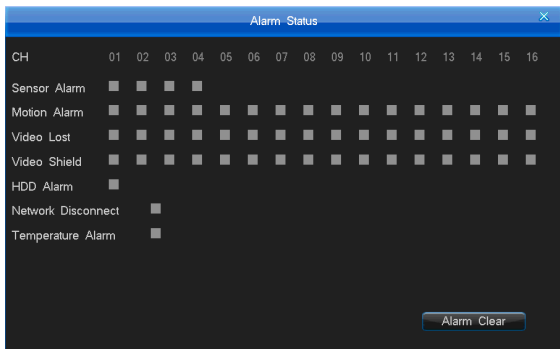 Alarm Status
CH 01 02 03 04 05 06 07 08 09 10 11 12 13 14 15 16
Sensor Alarm
Motion Alarm
Video Lost
Video Shield
HDD Alarm
Network Disconnect
Temperature Alarm
Alarm Clear